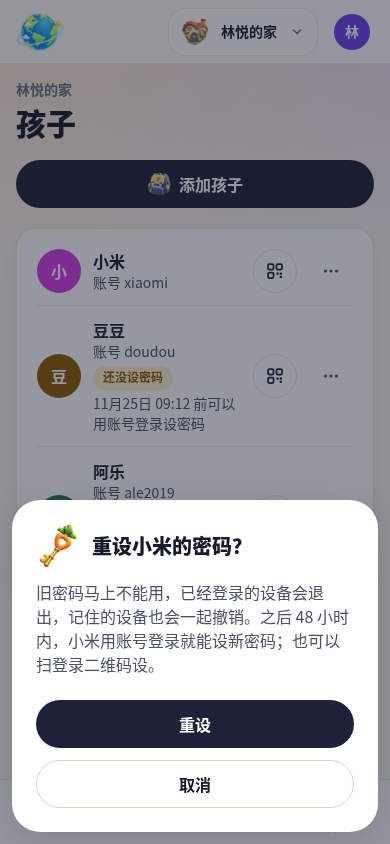 林悦的家
林
林悦的家
孩子
添加孩子
小
小米
账号 xiaomi
豆
豆豆
账号 doudou
还没设密码
11月25日 09:12 前可以
用账号登录设密码
阿乐
账号 ale2019
重设小米的密码?
旧密码马上不能用，已经登录的设备会退
出，记住的设备也会一起撤销。之后 48 小时
内，小米用账号登录就能设新密码；也可以
扫登录二维码设。
重设
取消